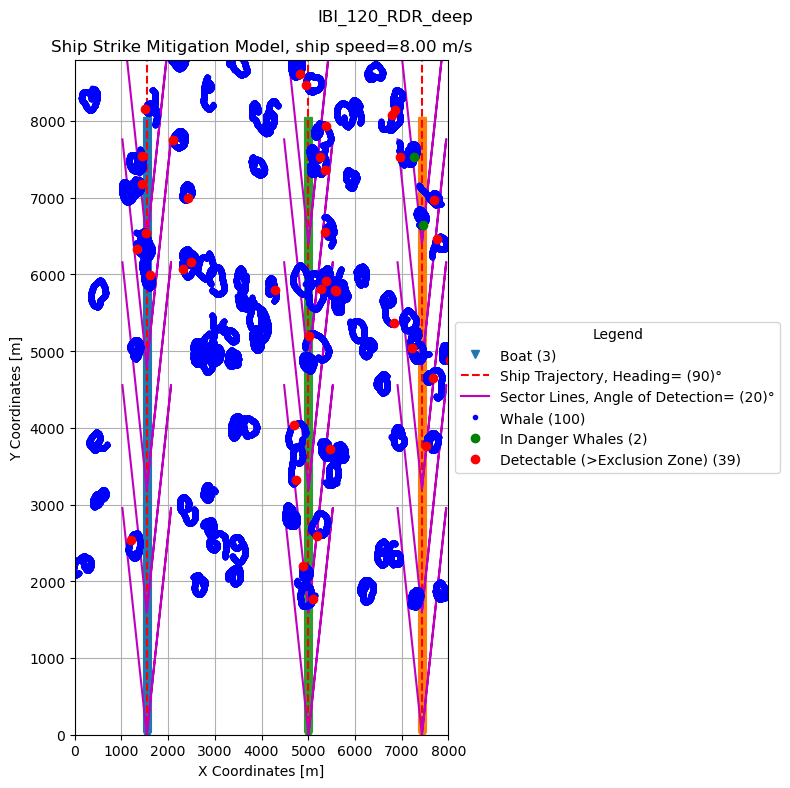 IBI_120_RDR_deep
Ship Strike Mitigation Model, ship speed=8.00 m/s
8000
7000
6000
5000
4000
3000
2000
1000
0
Y Coordinates [m]
0 1000 2000 3000 4000 5000 6000 7000 8000
X Coordinates [m]
Legend
Boat (3)
Ship Trajectory, Heading= (90)°
Sector Lines, Angle of Detection= (20)°
Whale (100)
In Danger Whales (2)
Detectable (>Exclusion Zone) (39)